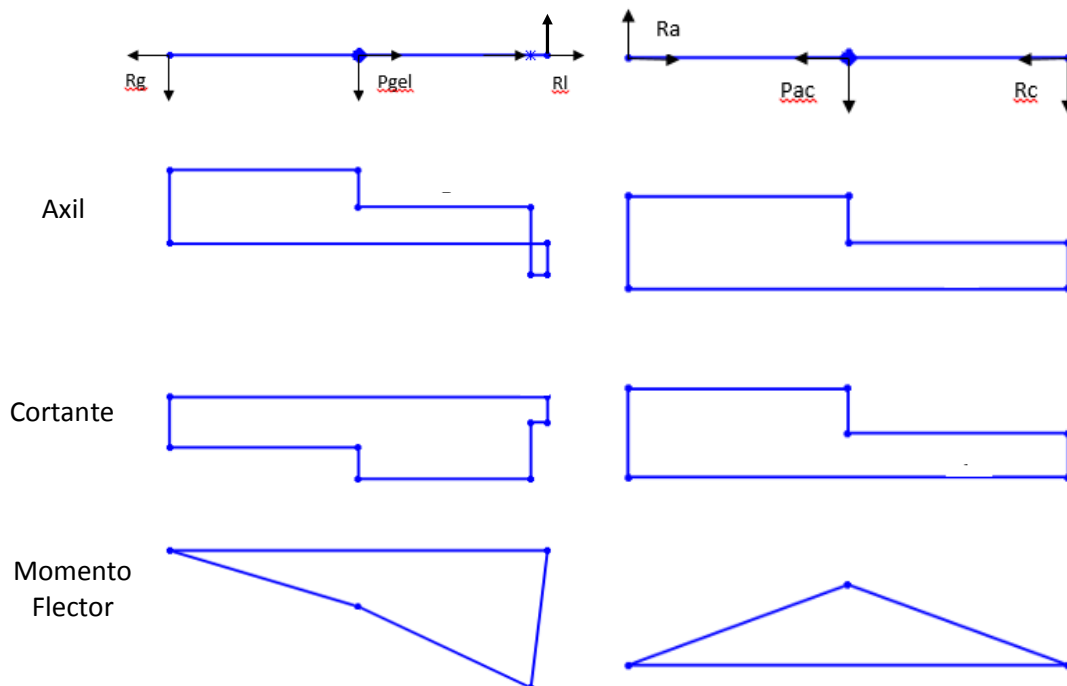 Rg
Pgel
Rl
Ra
Pac
Rc
Axil
Cortante
Momento
Flector